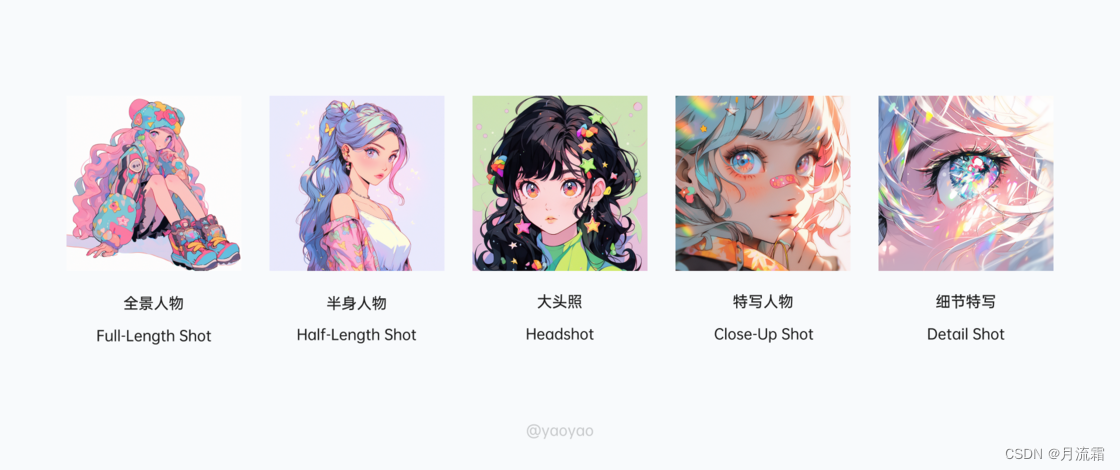 全景人物
Full-Length Shot
半身人物
Half-Length Shot
大头照
Headshot
特写人物
Close-Up Shot
细节特写
Detail Shot
@yaoyao
CSDN @月流霜